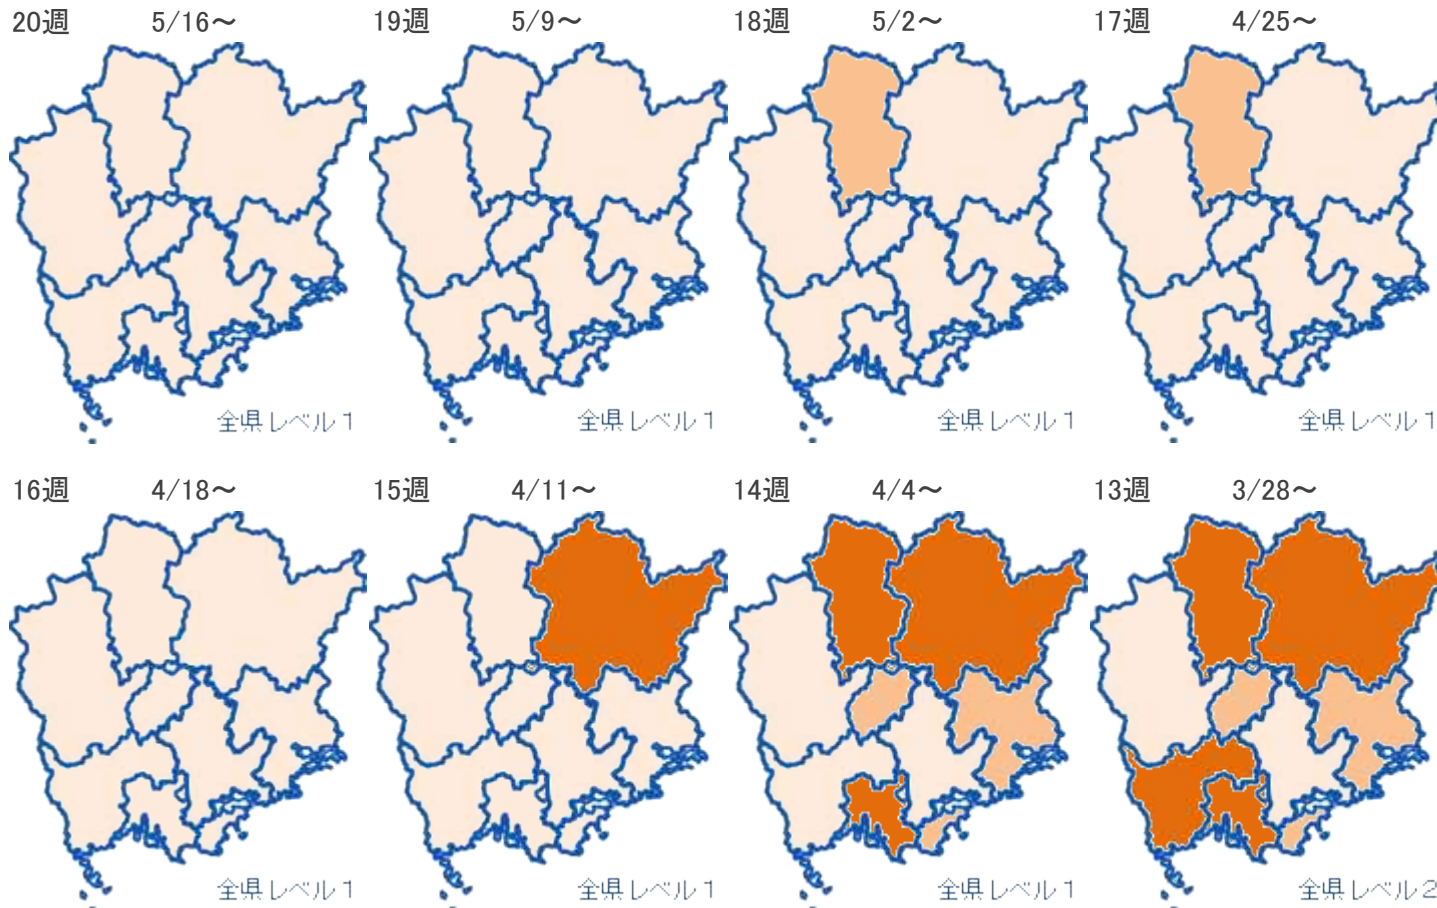 20週 5/16～
19週 5/9～
18週 5/2～
17週 4/25～
全県レベル1
全県レベル1
全県レベル1
全県レベル1
16週 4/18～
15週 4/11～
14週 4/4～
13週 3/28～
全県レベル1
全県レベル1
全県レベル1
全県レベル2